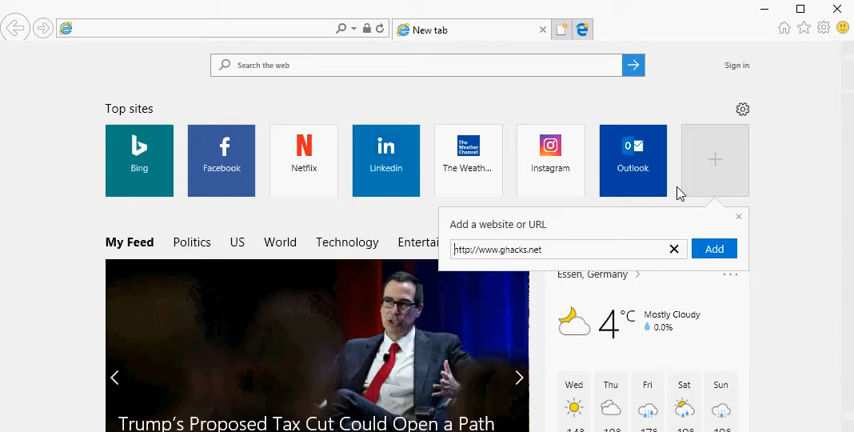 New tab
Search the web
Sign in
Top sites
Bing
Facebook
Netflix
Linkedin
The Weather Channel
The Weath...
Instagram
Outlook
Add a website or URL
http://www.ghacks.net
Add
My Feed
Politics
US
World
Technology
Entertai
Essen, Germany
4 °C
Mostly Cloudy
0.0%
Wed
Thu
Fri
Sat
Sun
Trump's Proposed Tax Cut Could Open a Path